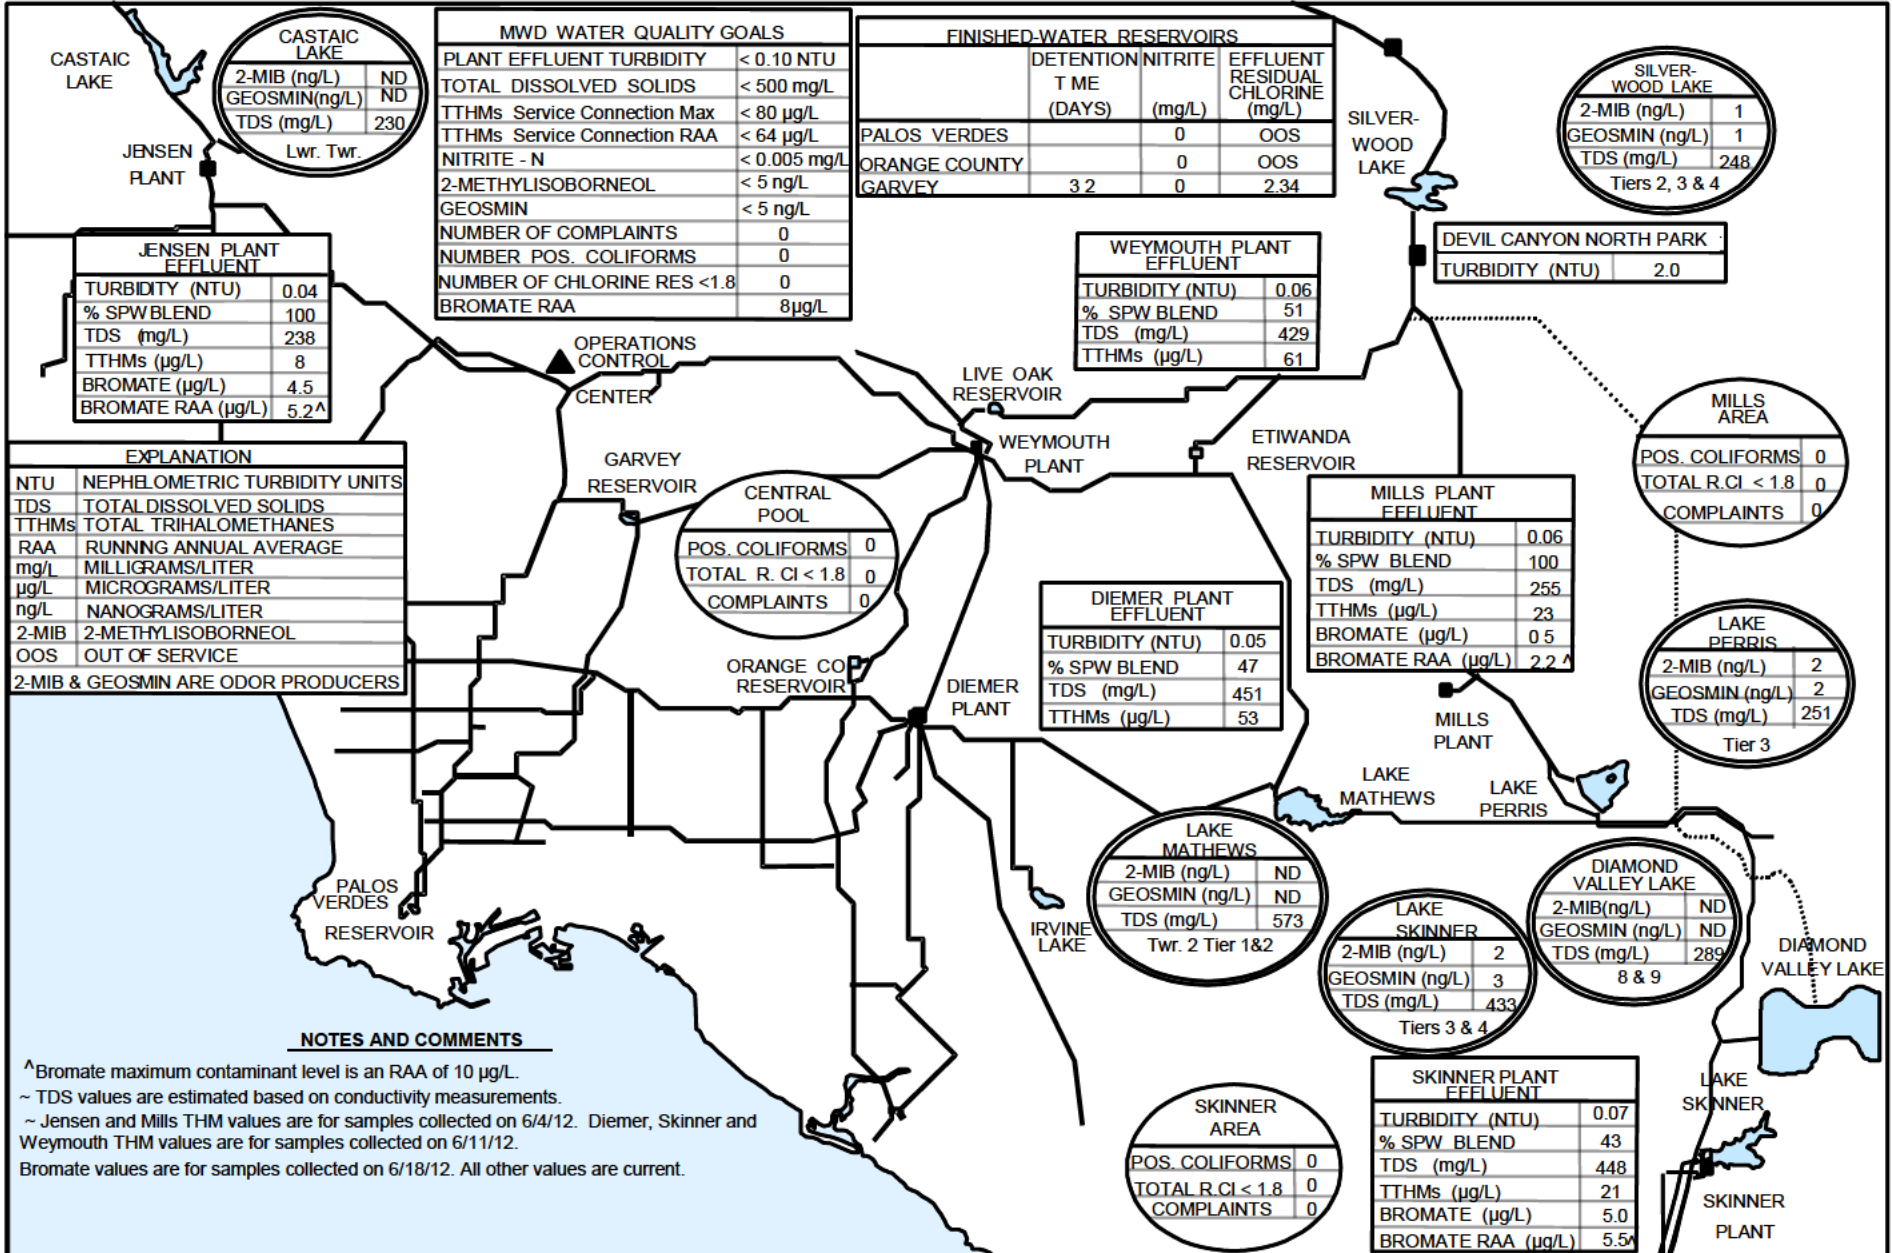 CASTAIC
LAKE
CASTAIC
LAKE
2-MIB (ng/L) ND
GEOSMIN(ng/L) ND
TDS (mg/L) 230
Lwr. Twr.
JENSEN
PLANT
MWD WATER QUALITY GOALS
PLANT EFFLUENT TURBIDITY < 0.10 NTU
TOTAL DISSOLVED SOLIDS < 500 mg/L
TTHMs Service Connection Max < 80 µg/L
TTHMs Service Connection RAA < 64 µg/L
NITRITE - N < 0.005 mg/L
2-METHYLISOBORNEOL < 5 ng/L
GEOSMIN < 5 ng/L
NUMBER OF COMPLAINTS 0
NUMBER POS. COLIFORMS 0
NUMBER OF CHLORINE RES <1.8 0
BROMATE RAA 8µg/L
FINISHED-WATER RESERVOIRS
DETENTION NITRITE EFFLUENT
T ME RESIDUAL
CHLORINE
(DAYS) (mg/L) (mg/L)
PALOS VERDES 0 OOS
ORANGE COUNTY 0 OOS
GARVEY 3 2 0 2.34
SILVER-
WOOD
LAKE
SILVER-
WOOD LAKE
2-MIB (ng/L) 1
GEOSMIN (ng/L) 1
TDS (mg/L) 248
Tiers 2, 3 & 4
DEVIL CANYON NORTH PARK
TURBIDITY (NTU) 2.0
JENSEN PLANT
EFFLUENT
TURBIDITY (NTU) 0.04
% SPW BLEND 100
TDS (mg/L) 238
TTHMs (µg/L) 8
BROMATE (µg/L) 4.5
BROMATE RAA (µg/L) 5.2^
OPERATIONS
CONTROL
CENTER
WEYMOUTH PLANT
EFFLUENT
TURBIDITY (NTU) 0.06
% SPW BLEND 51
TDS (mg/L) 429
TTHMs (µg/L) 61
LIVE OAK
RESERVOIR
WEYMOUTH
PLANT
ETIWANDA
RESERVOIR
MILLS
AREA
POS. COLIFORMS 0
TOTAL R.Cl < 1.8 0
COMPLAINTS 0
EXPLANATION
NTU NEPHELOMETRIC TURBIDITY UNITS
TDS TOTAL DISSOLVED SOLIDS
TTHMs TOTAL TRIHALOMETHANES
RAA RUNNING ANNUAL AVERAGE
mg/L MILLIGRAMS/LITER
µg/L MICROGRAMS/LITER
ng/L NANOGRAMS/LITER
2-MIB 2-METHYLISOBORNEOL
OOS OUT OF SERVICE
2-MIB & GEOSMIN ARE ODOR PRODUCERS
GARVEY
RESERVOIR
CENTRAL
POOL
POS. COLIFORMS 0
TOTAL R. Cl < 1.8 0
COMPLAINTS 0
MILLS PLANT
EFFLUENT
TURBIDITY (NTU) 0.06
% SPW BLEND 100
TDS (mg/L) 255
TTHMs (µg/L) 23
BROMATE (µg/L) 0 5
BROMATE RAA (µg/L) 2.2 ^
DIEMER PLANT
EFFLUENT
TURBIDITY (NTU) 0.05
% SPW BLEND 47
TDS (mg/L) 451
TTHMs (µg/L) 53
LAKE
PERRIS
2-MIB (ng/L) 2
GEOSMIN (ng/L) 2
TDS (mg/L) 251
Tier 3
ORANGE CO
RESERVOIR
DIEMER
PLANT
MILLS
PLANT
LAKE
MATHEWS
LAKE
PERRIS
LAKE
MATHEWS
2-MIB (ng/L) ND
GEOSMIN (ng/L) ND
TDS (mg/L) 573
Twr. 2 Tier 1&2
DIAMOND
VALLEY LAKE
2-MIB(ng/L) ND
GEOSMIN (ng/L) ND
TDS (mg/L) 289
8 & 9
LAKE
SKINNER
2-MIB (ng/L) 2
GEOSMIN (ng/L) 3
TDS (mg/L) 433
Tiers 3 & 4
DIAMOND
VALLEY LAKE
PALOS
VERDES
RESERVOIR
IRVINE
LAKE
NOTES AND COMMENTS
^Bromate maximum contaminant level is an RAA of 10 µg/L.
~ TDS values are estimated based on conductivity measurements.
~ Jensen and Mills THM values are for samples collected on 6/4/12. Diemer, Skinner and
Weymouth THM values are for samples collected on 6/11/12.
Bromate values are for samples collected on 6/18/12. All other values are current.
SKINNER
AREA
POS. COLIFORMS 0
TOTAL R.Cl < 1.8 0
COMPLAINTS 0
SKINNER PLANT
EFFLUENT
TURBIDITY (NTU) 0.07
% SPW BLEND 43
TDS (mg/L) 448
TTHMs (µg/L) 21
BROMATE (µg/L) 5.0
BROMATE RAA (µg/L) 5.5^
LAKE
SKINNER
SKINNER
PLANT